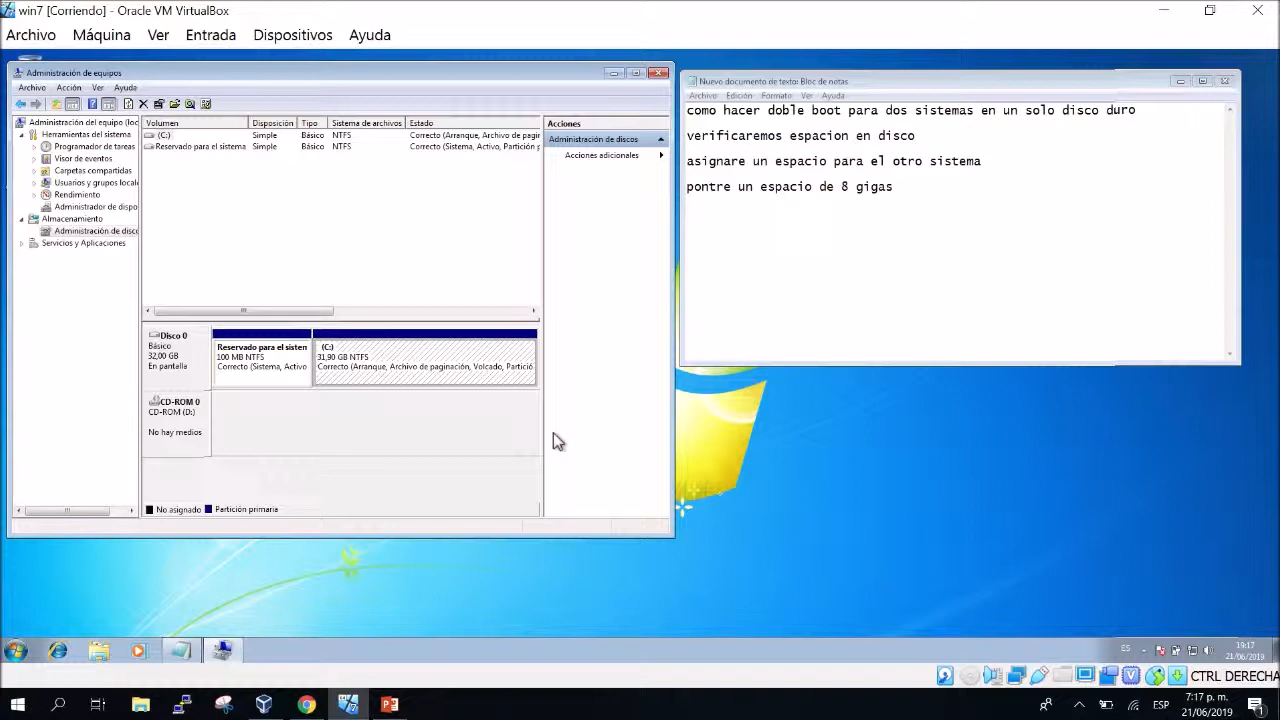 win7 [Corriendo] - Oracle VM VirtualBox
Archivo Máquina Ver Entrada Dispositivos Ayuda
Administración de equipos
Archivo Acción Ver Ayuda
Administración del equipo (loc
Herramientas del sistema
Programador de tareas
Visor de eventos
Carpetas compartidas
Usuarios y grupos locale
Rendimiento
Administrador de dispo
Almacenamiento
Administración de disco
Servicios y Aplicaciones
Volumen Disposición Tipo Sistema de archivos Estado
(C:) Simple Básico NTFS Correcto (Arranque, Archivo de pagin
Reservado para el sistema Simple Básico NTFS Correcto (Sistema, Activo, Partición p
Disco 0
Básico
32,00 GB
En pantalla
Reservado para el sisten
100 MB NTFS
Correcto (Sistema, Activo
(C:)
31,90 GB NTFS
Correcto (Arranque, Archivo de paginación, Volcado, Partició
CD-ROM 0
CD-ROM (D:)
No hay medios
No asignado Partición primaria
Acciones
Administración de discos
Acciones adicionales
Nuevo documento de texto: Bloc de notas
Archivo Edición Formato Ver Ayuda
como hacer doble boot para dos sistemas en un solo disco duro
verificaremos espacion en disco
asignare un espacio para el otro sistema
pontre un espacio de 8 gigas
ES
19:17
21/06/2019
CTRL DERECHA
ESP
7:17 p. m.
21/06/2019
1